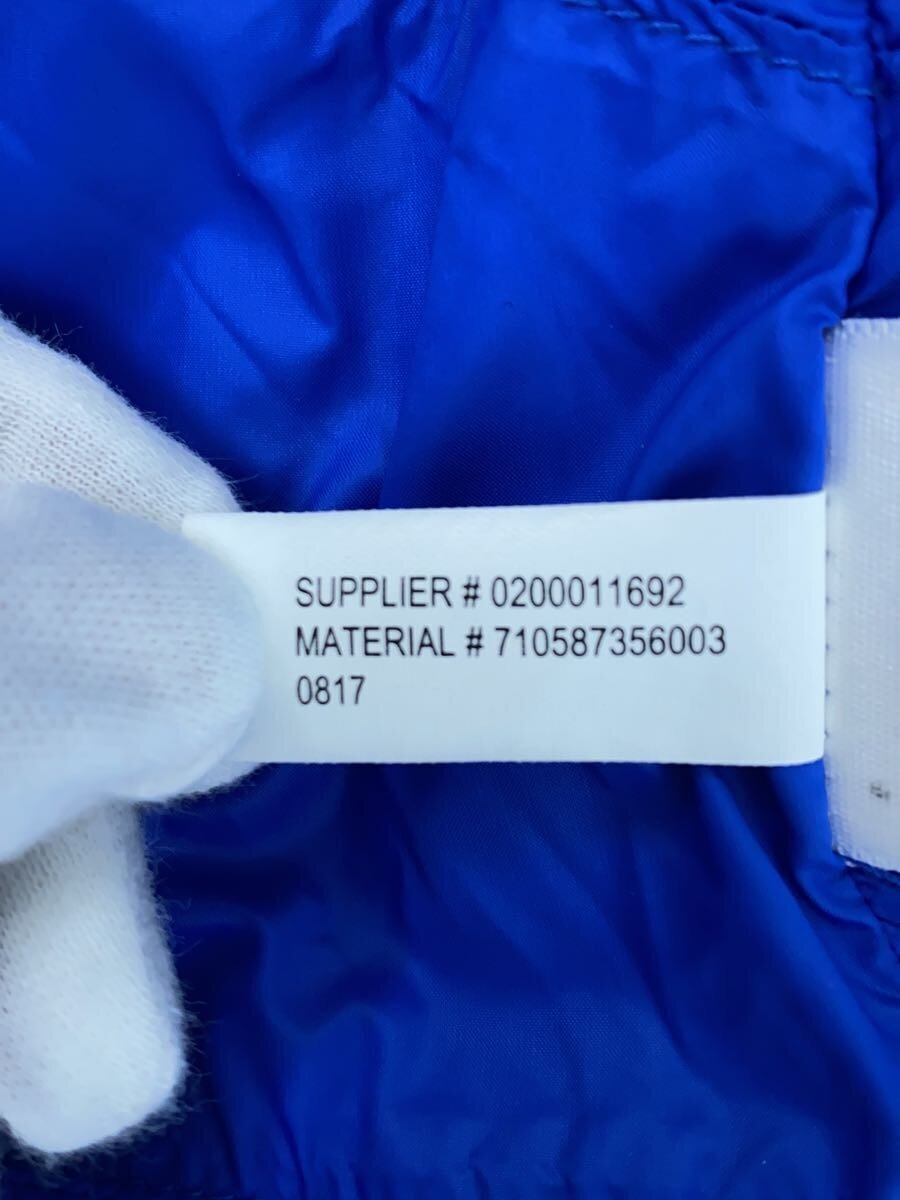 SUPPLIER # 0200011692
MATERIAL # 710587356003
0817